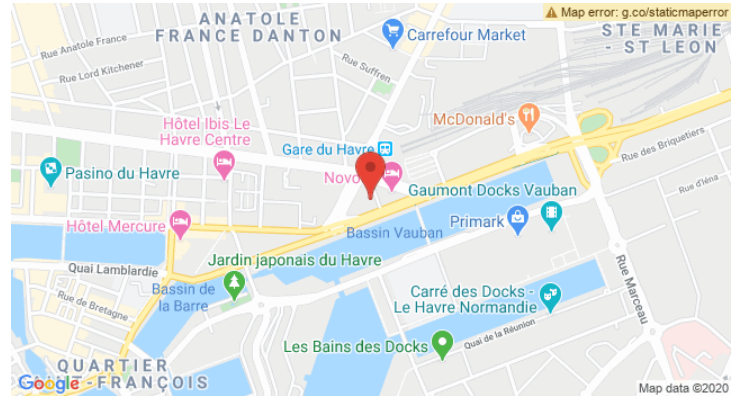 Map error: g.co/staticmaperror
ANATOLE
FRANCE DANTON
Carrefour Market
STE MARIE
- ST LEON
Rue Anatole France
Rue Lord Kitchener
Rue Suffren
McDonald's
Hôtel Ibis Le
Havre Centre
Gare du Havre
Rue des Briquetiers
Pasino du Havre
Novo
Gaumont Docks Vauban
Rue d'Iéna
Hôtel Mercure
Primark
Bassin Vauban
Quai Lamblardie
Jardin japonais du Havre
Rue Marceau
Bassin de
la Barre
Rue de Bretagne
Carré des Docks -
Le Havre Normandie
Les Bains des Docks
Quai de la Réunion
QUARTIER
NT-FRANÇOIS
Google
Map data ©2020